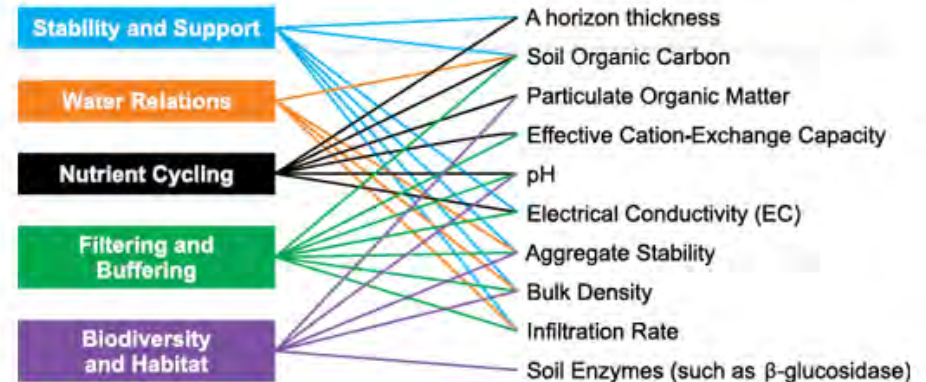 Stability and Support
Water Relations
Nutrient Cycling
Filtering and
Buffering
Biodiversity
and Habitat
A horizon thickness
Soil Organic Carbon
Particulate Organic Matter
Effective Cation-Exchange Capacity
pH
Electrical Conductivity (EC)
Aggregate Stability
Bulk Density
Infiltration Rate
Soil Enzymes (such as β-glucosidase)